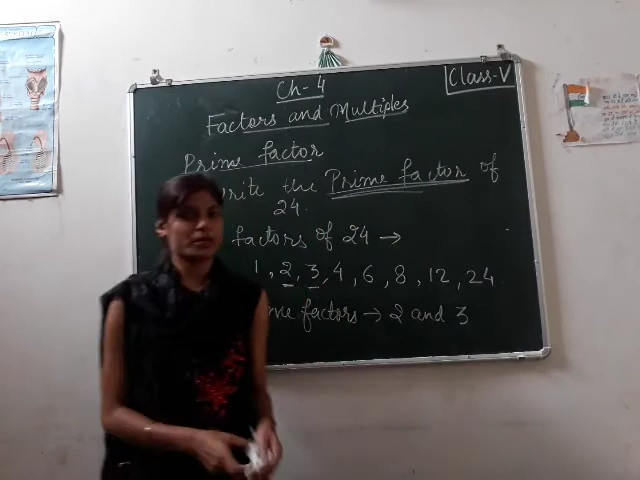 Ch-4
Class-V
Factors and Multiples
Prime factor
the Prime factor of
24.
factors of 24 →
1, 2, 3, 4, 6, 8, 12, 24
factors → 2 and 3